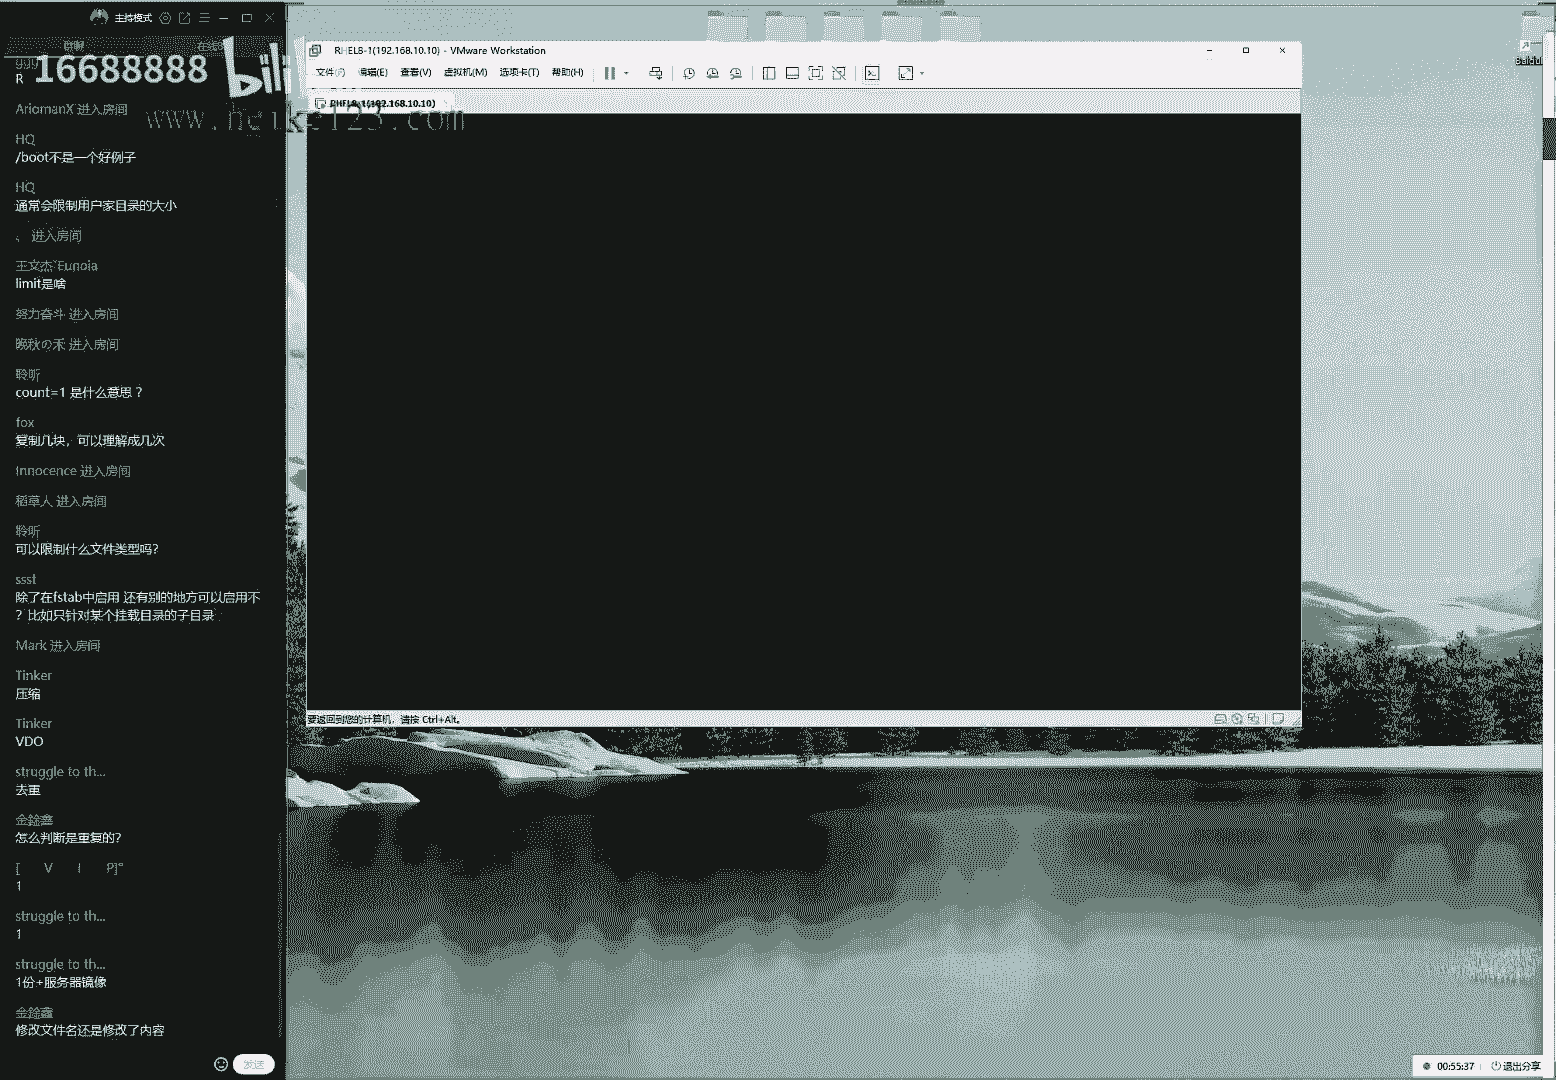 主持模式
R 16688888
bili
www.heike123.com
AriomanX 进入房间
HQ
/boot不是一个好例子
HQ
通常会限制用户家目录的大小
、 进入房间
王文杰 Eunoia
limit是啥
努力奋斗 进入房间
晚秋の禾 进入房间
聆听
count=1 是什么意思？
fox
复制几块，可以理解成几次
Innocence 进入房间
稻草人 进入房间
聆听
可以限制什么文件类型吗?
ssst
除了在fstab中启用 还有别的地方可以启用不
？比如只针对某个挂载目录的子目录
Mark 进入房间
Tinker
压缩
Tinker
VDO
struggle to th...
去重
金鑫鑫
怎么判断是重复的?
[ V I P]°
1
struggle to th...
1
struggle to th...
1份+服务器镜像
金鑫鑫
修改文件名还是修改了内容
发送
RHEL8-1(192.168.10.10) - VMware Workstation
文件(F) 编辑(E) 查看(V) 虚拟机(M) 选项卡(T) 帮助(H)
RHEL8-1(192.168.10.10)
要返回到您的计算机，请按 Ctrl+Alt。
Baidu
00:55:37 退出分享